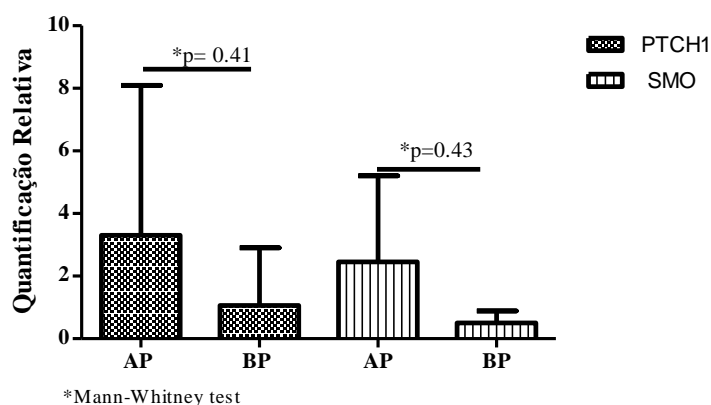 Quantificação Relativa
10
8
6
4
2
0
*p= 0.41
*p=0.43
PTCH1
SMO
AP BP AP BP
*Mann-Whitney test